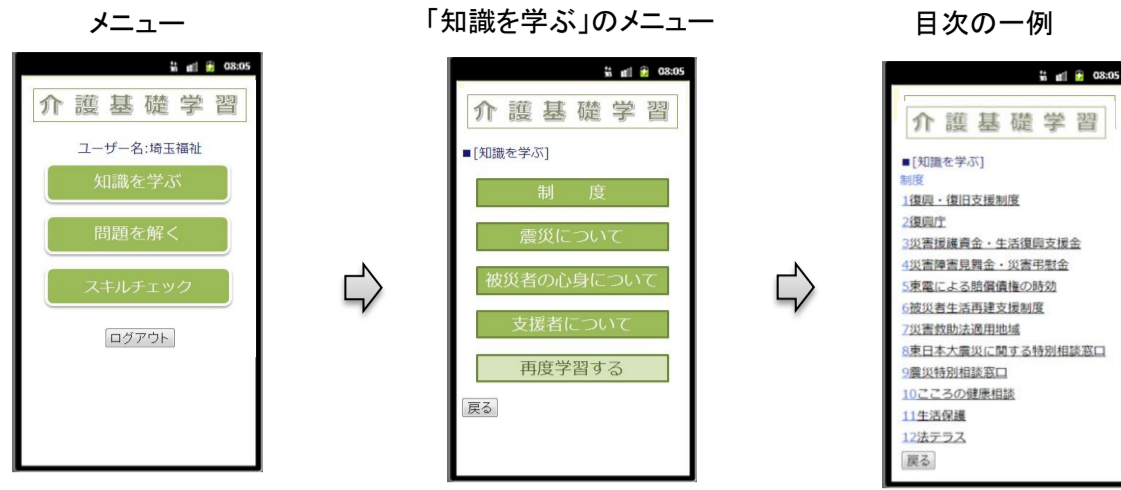 メニュー
08:05
介護基礎学習
ユーザー名:埼玉福祉
知識を学ぶ
問題を解く
スキルチェック
ログアウト
「知識を学ぶ」のメニュー
08:05
介護基礎学習
■[知識を学ぶ]
制 度
震災について
被災者の心身について
支援者について
再度学習する
戻る
目次の一例
08:05
介護基礎学習
■[知識を学ぶ]
制度
1復興・復旧支援制度
2復興庁
3災害援護資金・生活復興支援金
4災害障害見舞金・災害弔慰金
5東電による賠償債権の時効
6被災者生活再建支援制度
7災害救助法適用地域
8東日本大震災に関する特別相談窓口
9震災特別相談窓口
10こころの健康相談
11生活保護
12法テラス
戻る